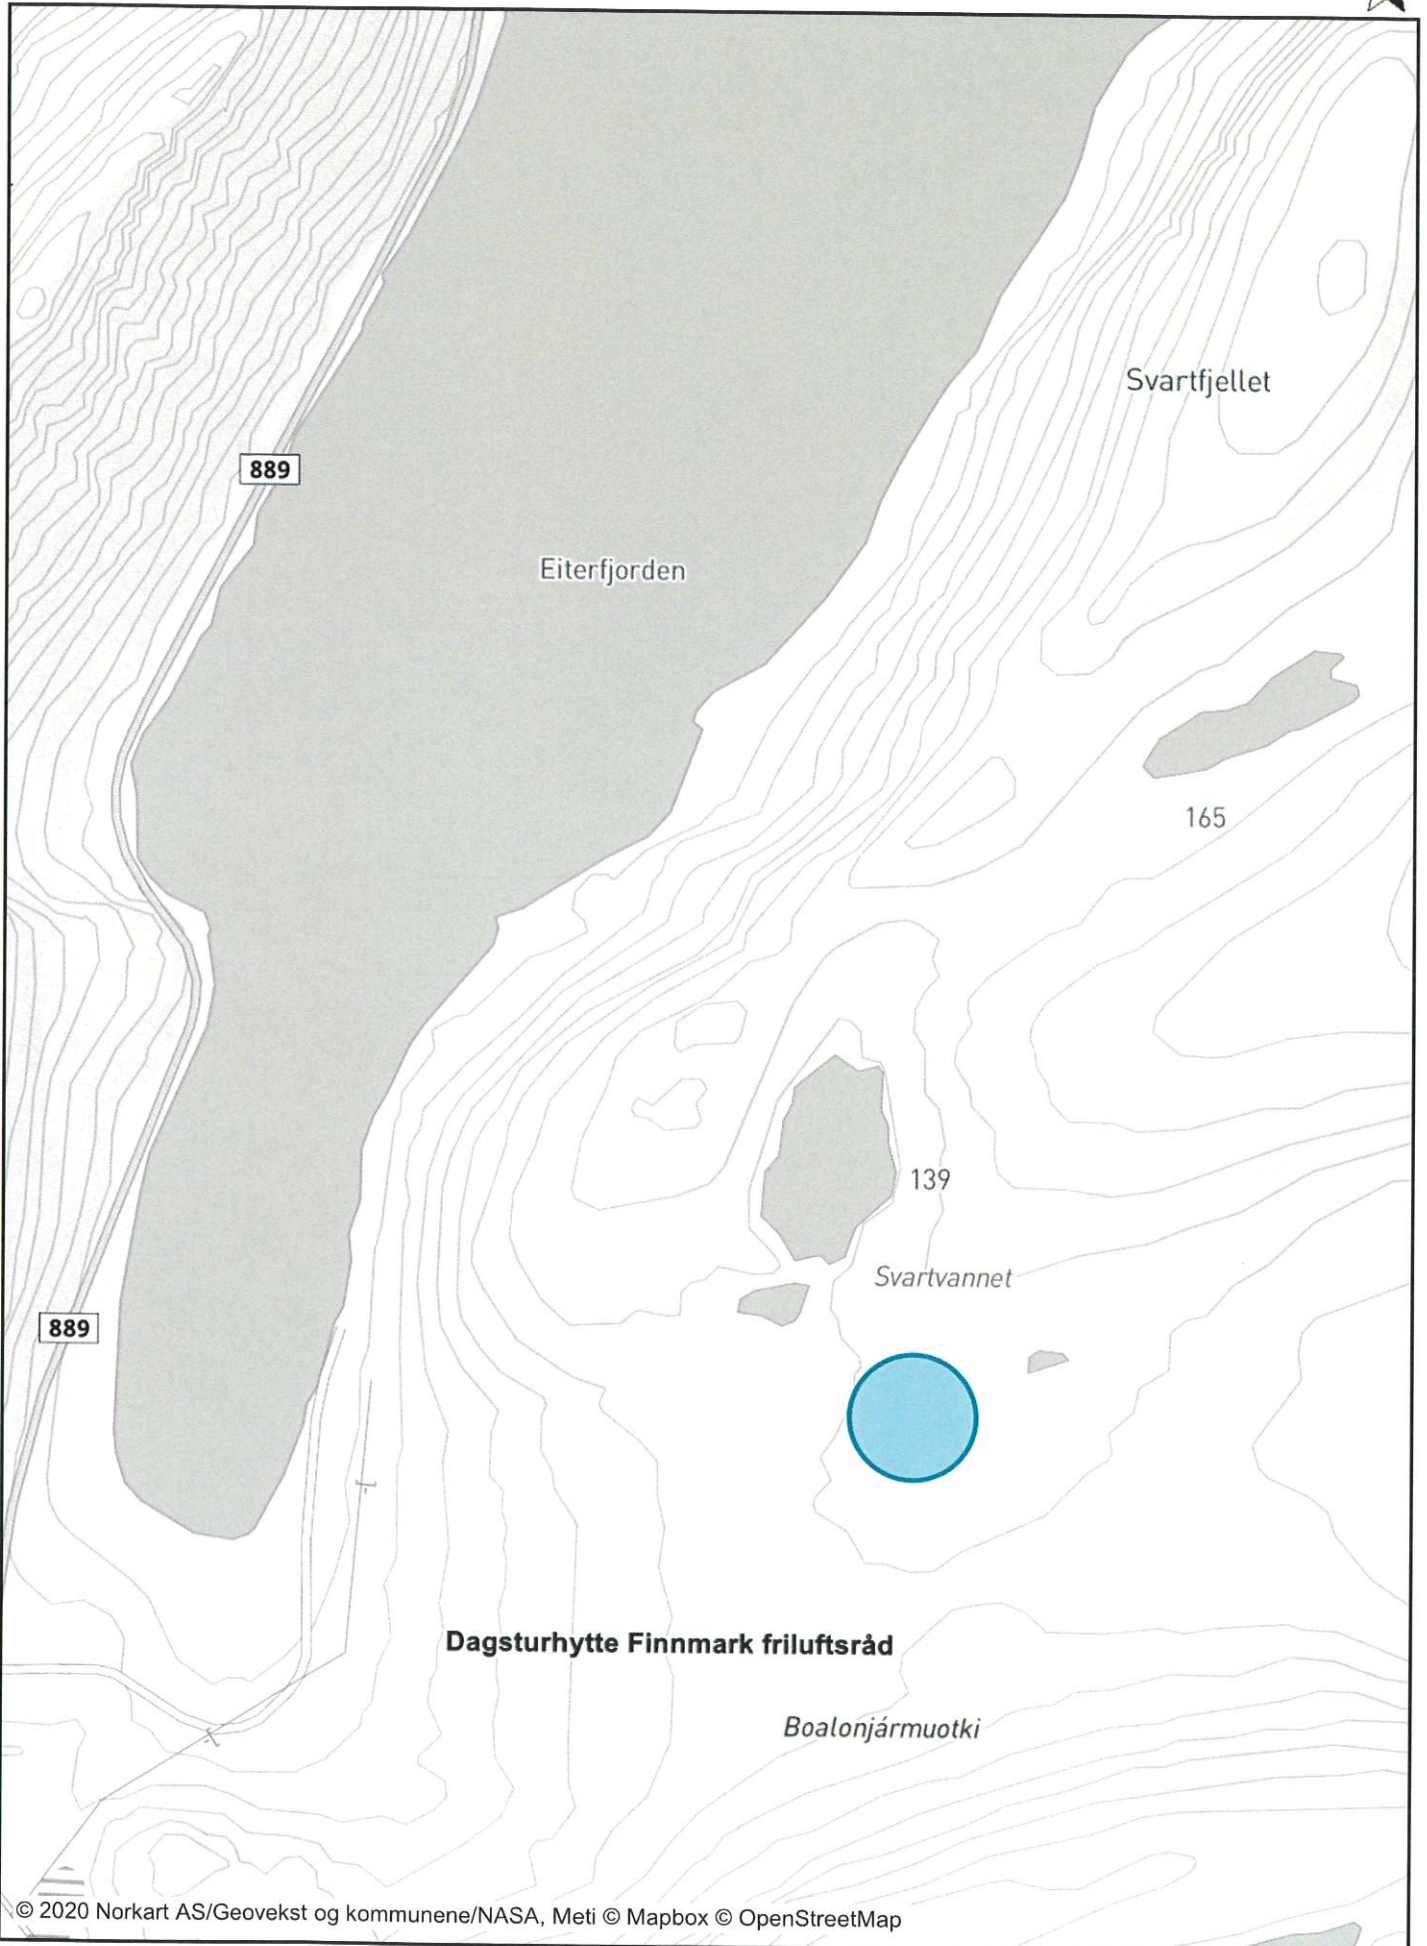 Svartfjellet
889
Eiterfjorden
165
139
Svartvannet
889
Dagsturhytte Finnmark friluftsråd
Boalonjármuotki
© 2020 Norkart AS/Geovekst og kommunene/NASA, Meti © Mapbox © OpenStreetMap